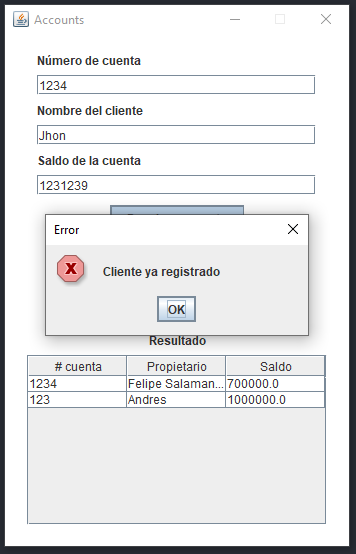 Accounts
Número de cuenta
1234
Nombre del cliente
Jhon
Saldo de la cuenta
1231239
Error
Cliente ya registrado
OK
Resultado
# cuenta Propietario Saldo
1234 Felipe Salaman... 700000.0
123 Andres 1000000.0